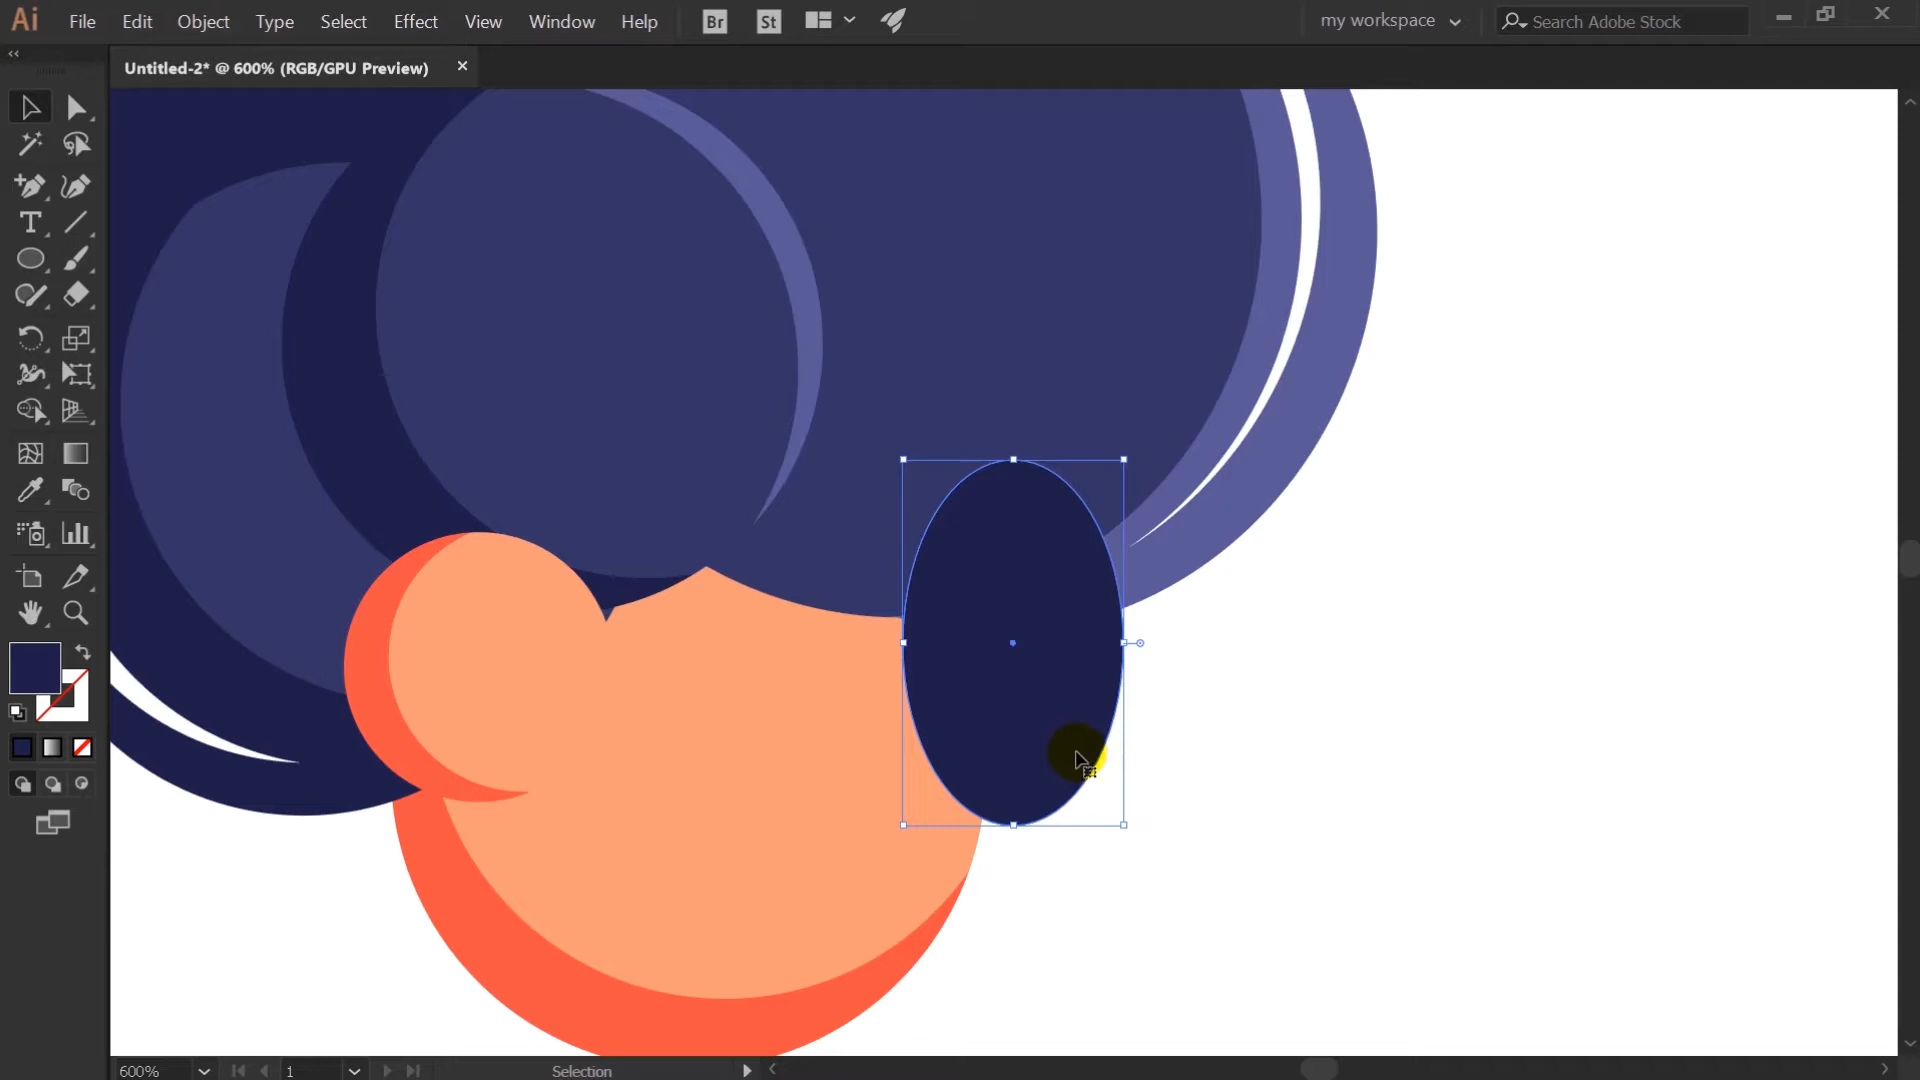 Ai File Edit Object Type Select Effect View Window Help Br St my workspace Search Adobe Stock
Untitled-2* @ 600% (RGB/GPU Preview)
600% 1 Selection